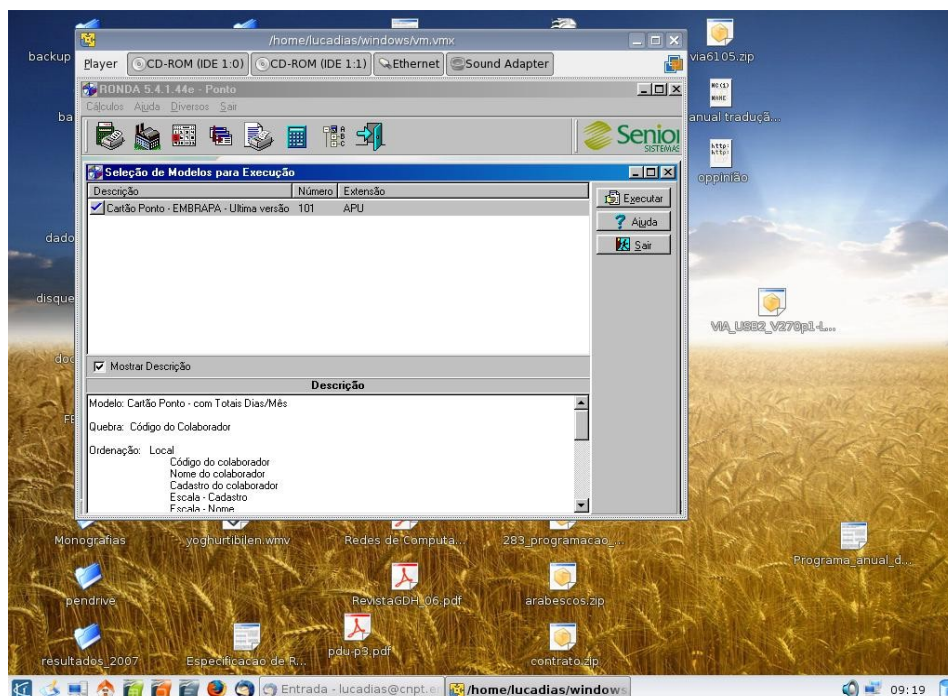 /home/lucadias/windows/vm.vmx
Player CD-ROM (IDE 1:0) CD-ROM (IDE 1:1) Ethernet Sound Adapter
RONDA 5.4.1.44e - Ponto
Cálculos Ajuda Diversos Sair
Senior
SISTEMAS
Seleção de Modelos para Execução
Descrição Número Extensão
Cartão Ponto - EMBRAPA - Ultima versão 101 APU
Executar
Ajuda
Sair
Mostrar Descrição
Descrição
Modelo: Cartão Ponto - com Totais Dias/Mês
Quebra: Código do Colaborador
Ordenação: Local
Código do colaborador
Nome do colaborador
Cadastro do colaborador
Escala - Cadastro
Escala - Nome
backup
ba
dado
disque
doc
FE
via6105.zip
anual traduçã...
oppinião
VIA_USB2_V270p1-L...
Monografias yoghurtibilen.wmv Redes de Computa... 283_programacao_...
Programa_anual_d...
pendrive RevistaGDH_06.pdf arabescos.zip
resultados_2007 Especificacao de R... pdu-p3.pdf contrato.zip
Entrada - lucadias@cnpt.e /home/lucadias/windows 09:19